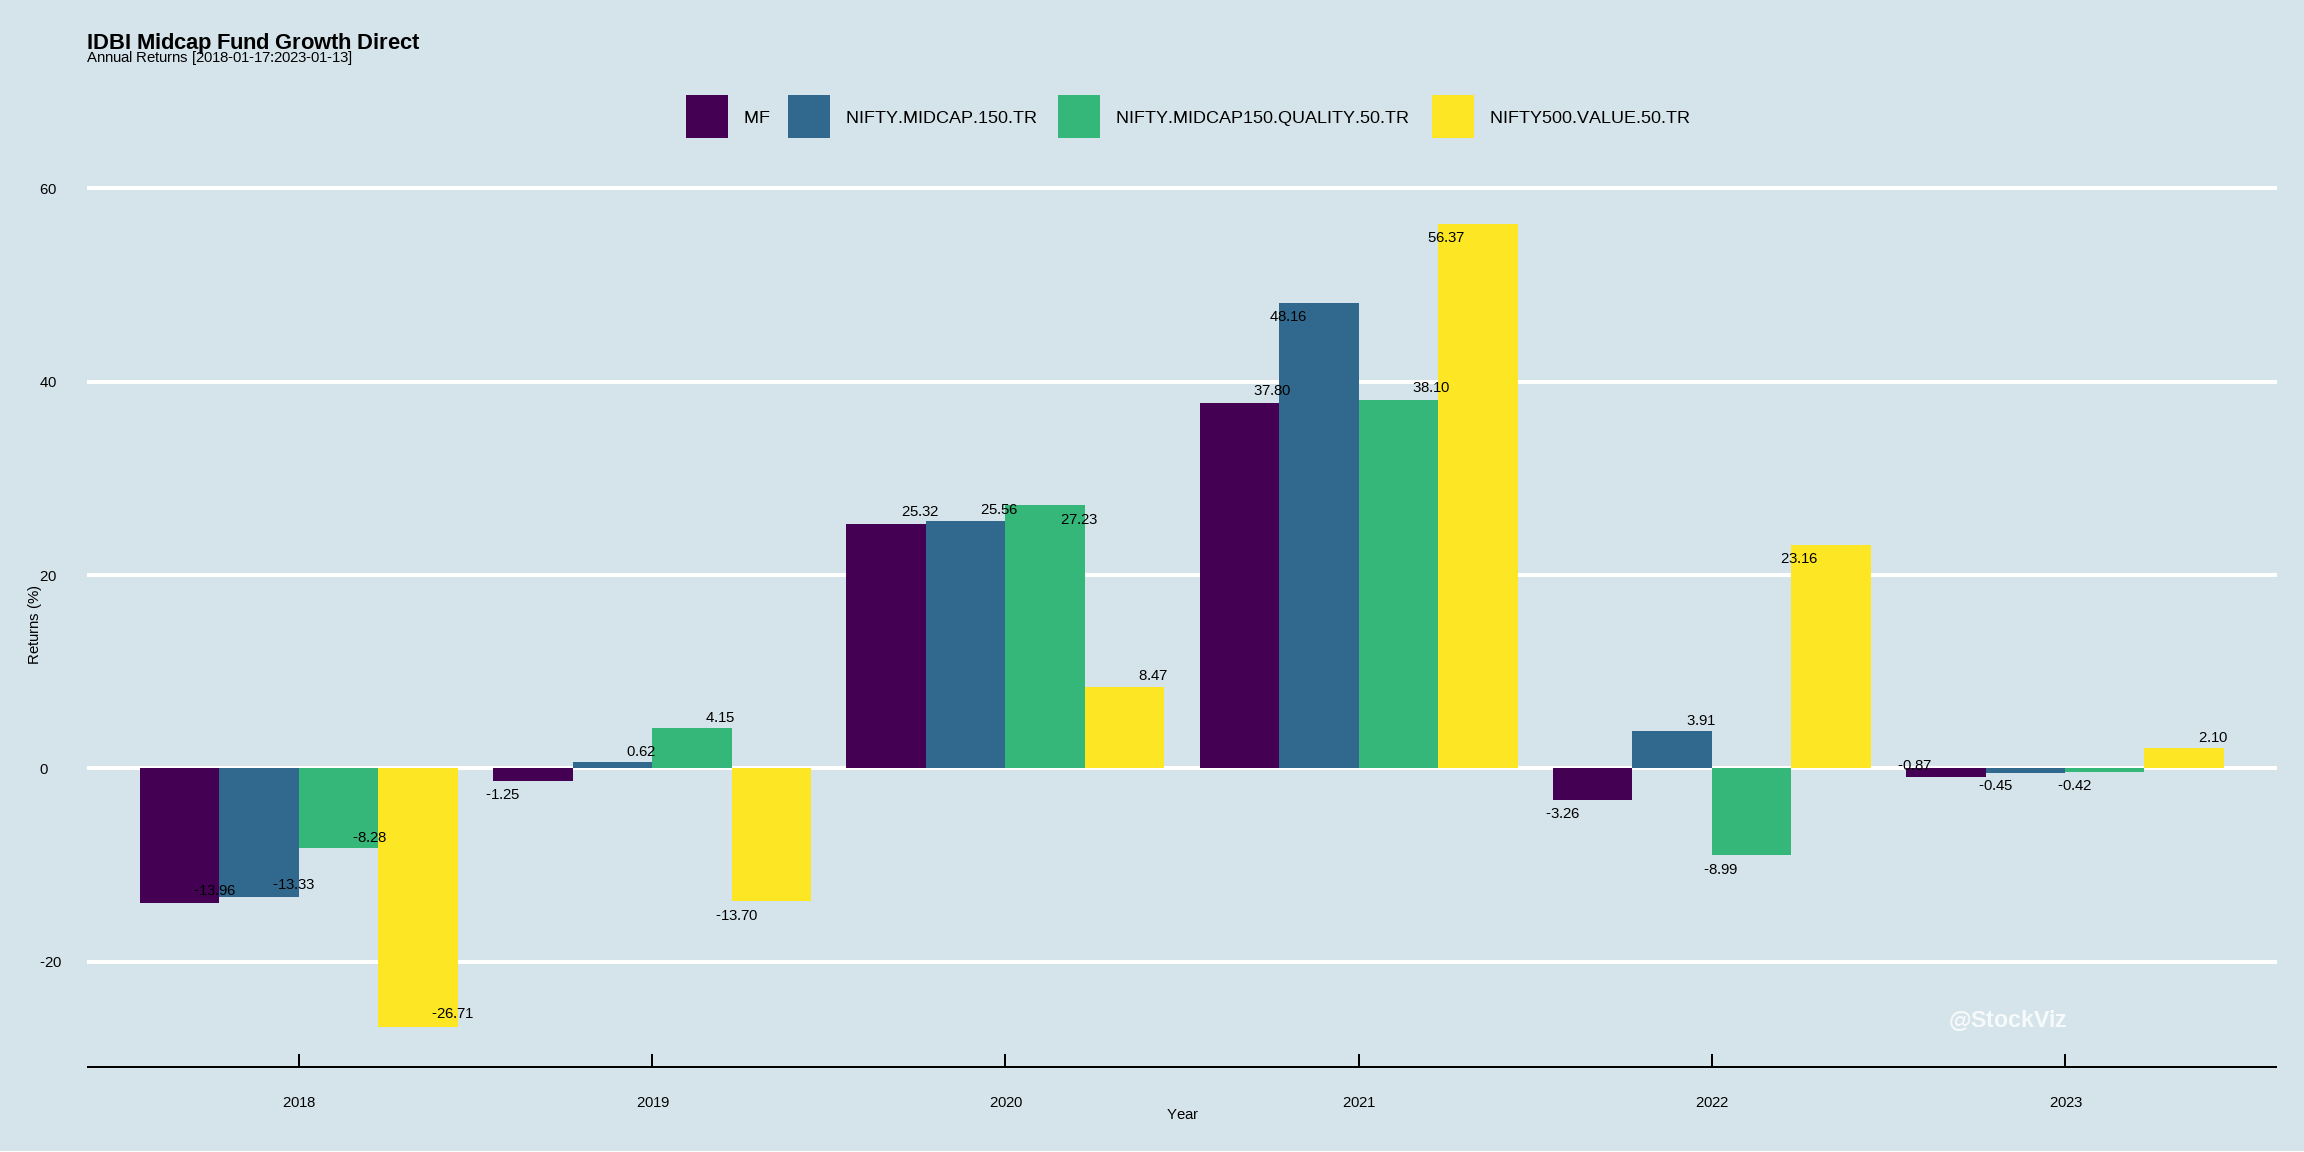 IDBI Midcap Fund Growth Direct
Annual Returns [2018-01-17:2023-01-13]
MF NIFTY.MIDCAP.150.TR NIFTY.MIDCAP150.QUALITY.50.TR NIFTY500.VALUE.50.TR
60
56.37
48.16
40
37.80 38.10
25.32 25.56 27.23
23.16
20
Returns (%)
8.47
4.15
3.91
0.62
2.10
0
-0.87
-1.25
-0.45 -0.42
-3.26
-8.28
-8.99
-13.96 -13.33
-13.70
-20
-26.71
@StockViz
2018 2019 2020 2021 2022 2023
Year